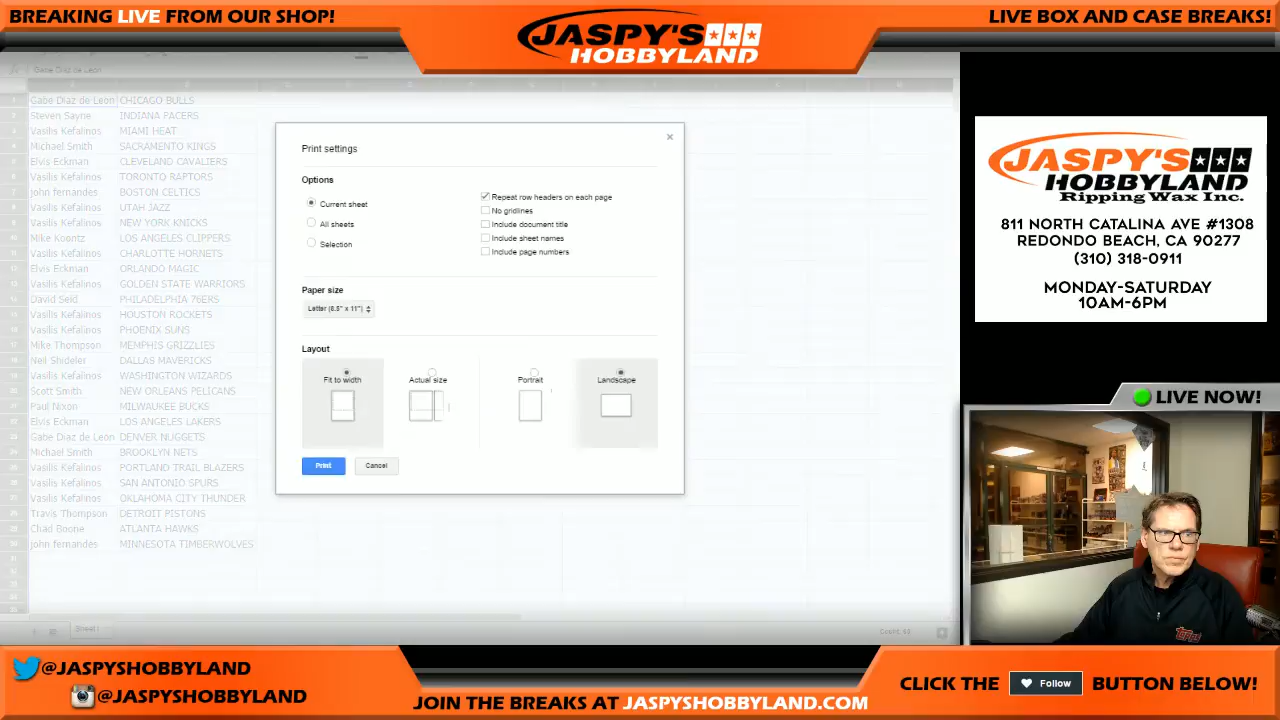 BREAKING LIVE FROM OUR SHOP!
JASPY'S
HOBBYLAND
LIVE BOX AND CASE BREAKS!
Gabe Diaz de Leon
Gabe Diaz de Leon CHICAGO BULLS
Steven Sayne INDIANA PACERS
Vasilis Kefalinos MIAMI HEAT
Michael Smith SACRAMENTO KINGS
Elvis Eckman CLEVELAND CAVALIERS
Vasilis Kefalinos TORONTO RAPTORS
john fernandes BOSTON CELTICS
Vasilis Kefalinos UTAH JAZZ
Vasilis Kefalinos NEW YORK KNICKS
Mike Koontz LOS ANGELES CLIPPERS
Vasilis Kefalinos CHARLOTTE HORNETS
Elvis Eckman ORLANDO MAGIC
Vasilis Kefalinos GOLDEN STATE WARRIORS
David Seid PHILADELPHIA 76ERS
Vasilis Kefalinos HOUSTON ROCKETS
Vasilis Kefalinos PHOENIX SUNS
Mike Thompson MEMPHIS GRIZZLIES
Neil Shideler DALLAS MAVERICKS
Vasilis Kefalinos WASHINGTON WIZARDS
Scott Smith NEW ORLEANS PELICANS
Paul Nixon MILWAUKEE BUCKS
Elvis Eckman LOS ANGELES LAKERS
Gabe Diaz de Leon DENVER NUGGETS
Michael Smith BROOKLYN NETS
Vasilis Kefalinos PORTLAND TRAIL BLAZERS
Vasilis Kefalinos SAN ANTONIO SPURS
Vasilis Kefalinos OKLAHOMA CITY THUNDER
Travis Thompson DETROIT PISTONS
Chad Boone ATLANTA HAWKS
john fernandes MINNESOTA TIMBERWOLVES
Print settings
Options
Current sheet
All sheets
Selection
Repeat row headers on each page
No gridlines
Include document title
Include sheet names
Include page numbers
Paper size
Letter (8.5" x 11")
Layout
Fit to width
Actual size
Portrait
Landscape
Print
Cancel
JASPY'S
HOBBYLAND
Ripping Wax Inc.
811 NORTH CATALINA AVE #1308
REDONDO BEACH, CA 90277
(310) 318-0911
MONDAY-SATURDAY
10AM-6PM
LIVE NOW!
Topps
@JASPYSHOBBYLAND
@JASPYSHOBBYLAND
JOIN THE BREAKS AT JASPYSHOBBYLAND.COM
CLICK THE Follow BUTTON BELOW!